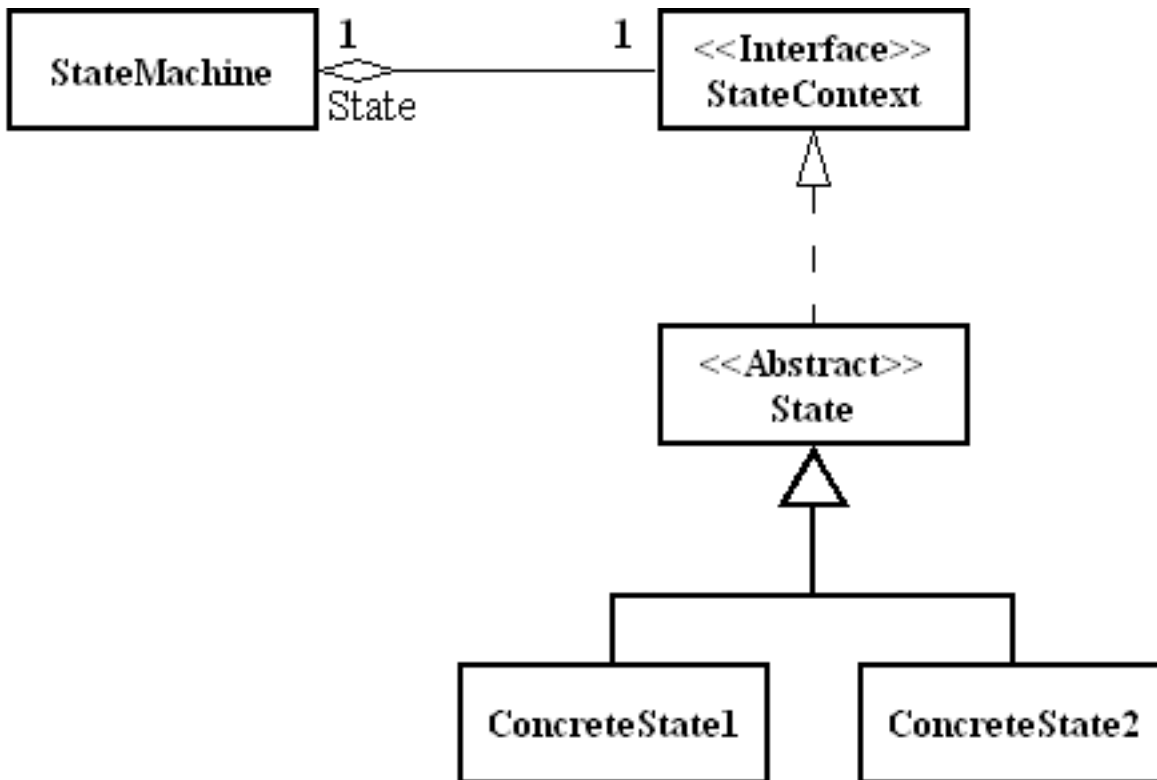 StateMachine
1
State
1
<<Interface>>
StateContext
<<Abstract>>
State
ConcreteState1
ConcreteState2